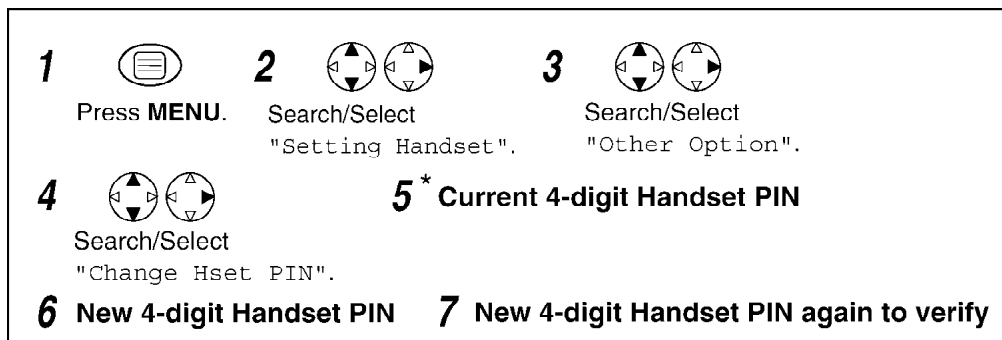 1
Press MENU.
2
Search/Select
"Setting Handset".
3
Search/Select
"Other Option".
4
Search/Select
"Change Hset PIN".
5* Current 4-digit Handset PIN
6 New 4-digit Handset PIN
7 New 4-digit Handset PIN again to verify